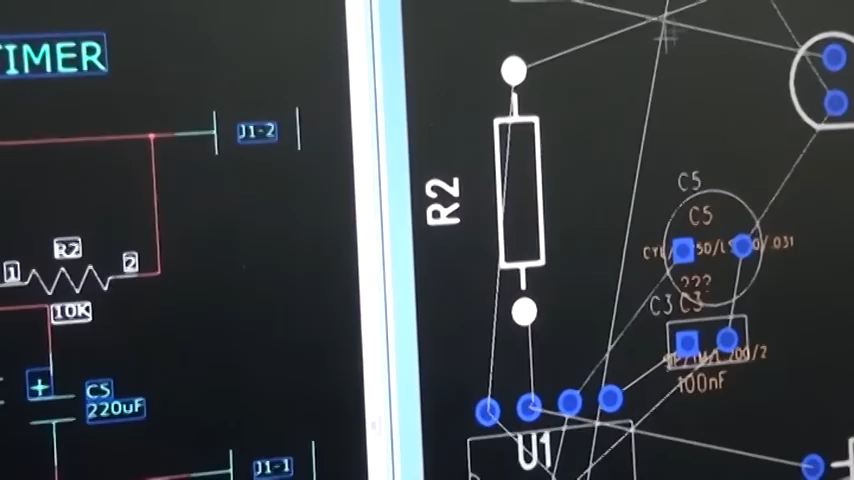 TIMER
J1-2
R2
1
2
10K
C5
220uF
J1-1
R2
C5
C5
???
C3 C3
100nF
U1